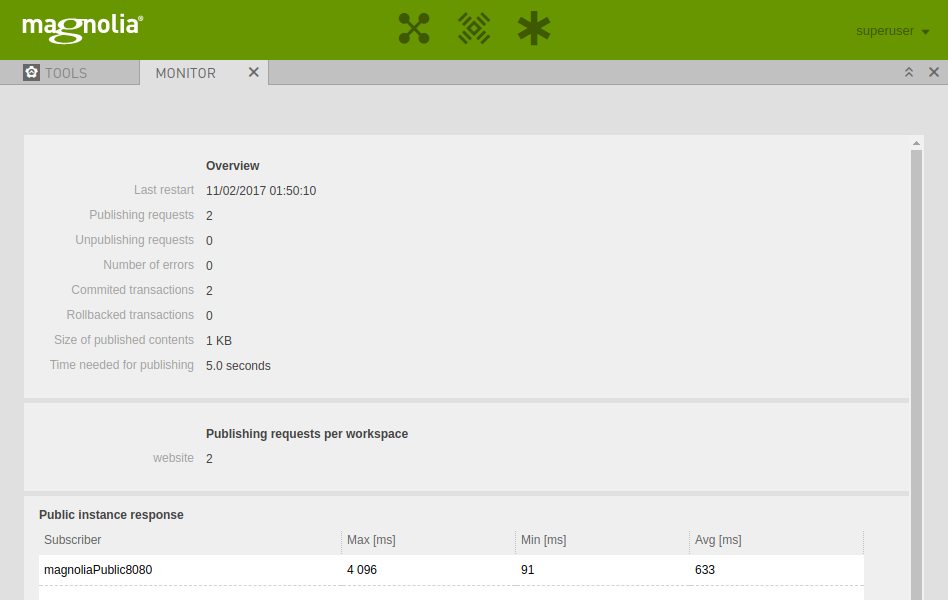 magnolia®
superuser
TOOLS
MONITOR
Overview
Last restart 11/02/2017 01:50:10
Publishing requests 2
Unpublishing requests 0
Number of errors 0
Commited transactions 2
Rollbacked transactions 0
Size of published contents 1 KB
Time needed for publishing 5.0 seconds
Publishing requests per workspace
website 2
Public instance response
Subscriber Max [ms] Min [ms] Avg [ms]
magnoliaPublic8080 4 096 91 633